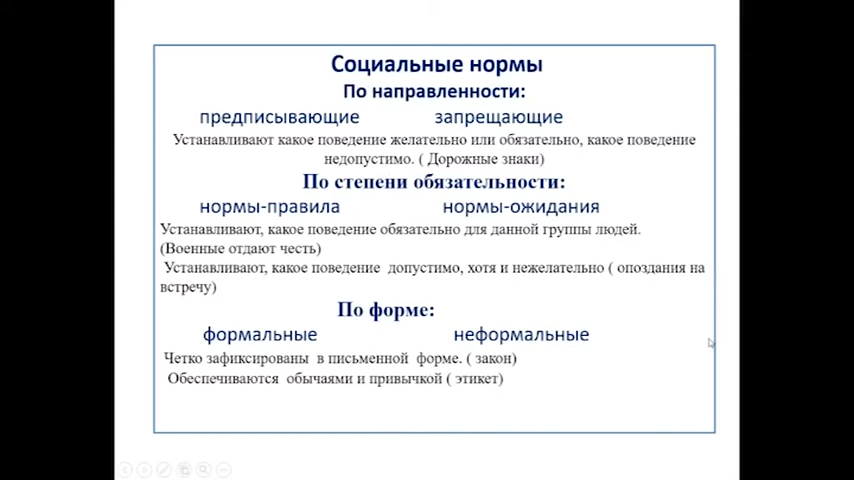 Социальные нормы
По направленности:
предписывающие запрещающие
Устанавливают какое поведение желательно или обязательно, какое поведение
недопустимо. ( Дорожные знаки)
По степени обязательности:
нормы-правила нормы-ожидания
Устанавливают, какое поведение обязательно для данной группы людей.
(Военные отдают честь)
Устанавливают, какое поведение допустимо, хотя и нежелательно ( опоздания на
встречу)
По форме:
формальные неформальные
Четко зафиксированы в письменной форме. ( закон)
Обеспечиваются обычаями и привычкой ( этикет)